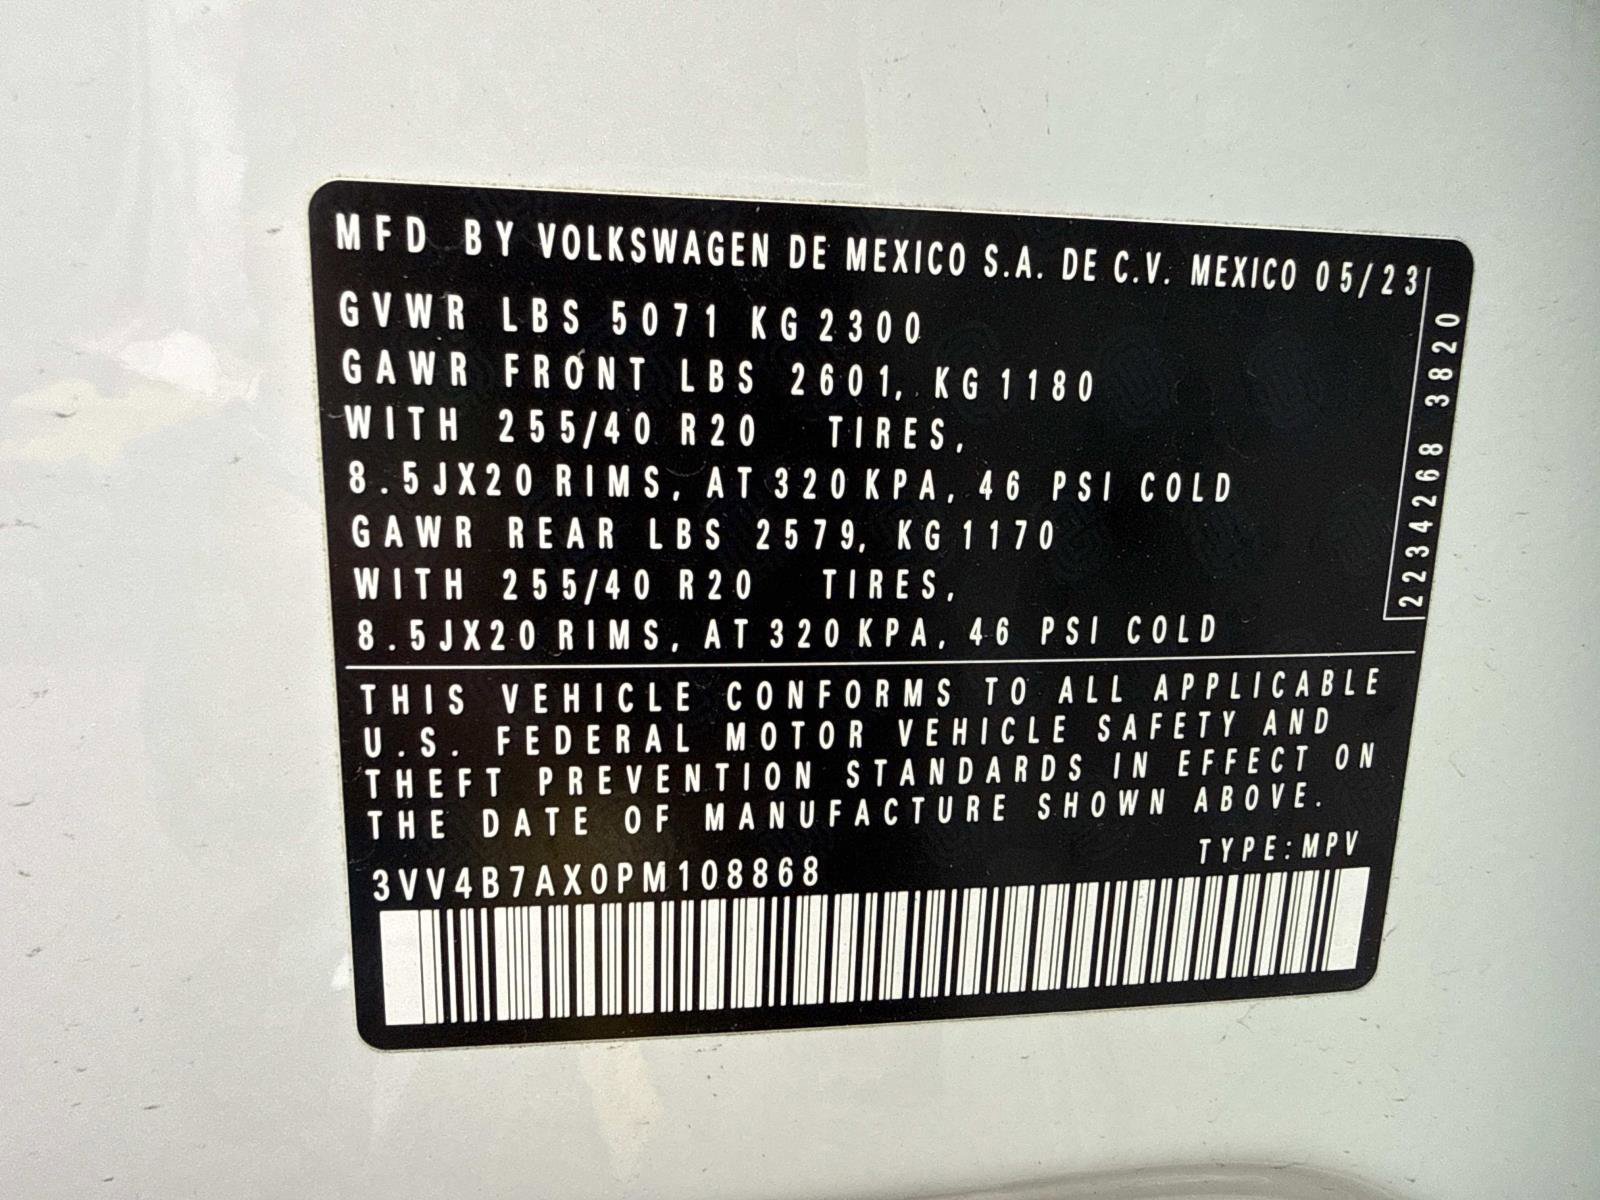 MFD BY VOLKSWAGEN DE MEXICO S.A. DE C.V. MEXICO 05/23
GVWR LBS 5071 KG 2300
GAWR FRONT LBS 2601, KG 1180
WITH 255/40 R20 TIRES,
8.5JX20 RIMS, AT 320 KPA, 46 PSI COLD
GAWR REAR LBS 2579, KG 1170
WITH 255/40 R20 TIRES,
8.5JX20 RIMS, AT 320 KPA, 46 PSI COLD
2234268 3820
THIS VEHICLE CONFORMS TO ALL APPLICABLE
U.S. FEDERAL MOTOR VEHICLE SAFETY AND
THEFT PREVENTION STANDARDS IN EFFECT ON
THE DATE OF MANUFACTURE SHOWN ABOVE.
TYPE:MPV
3VV4B7AX0PM108868